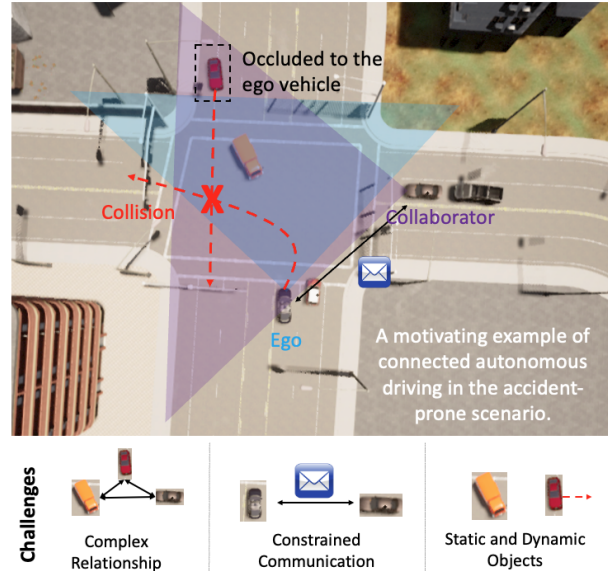 Occluded to the
ego vehicle
Collision
Collaborator
Ego
A motivating example of
connected autonomous
driving in the accident-
prone scenario.
Challenges
Complex
Relationship
Constrained
Communication
Static and Dynamic
Objects